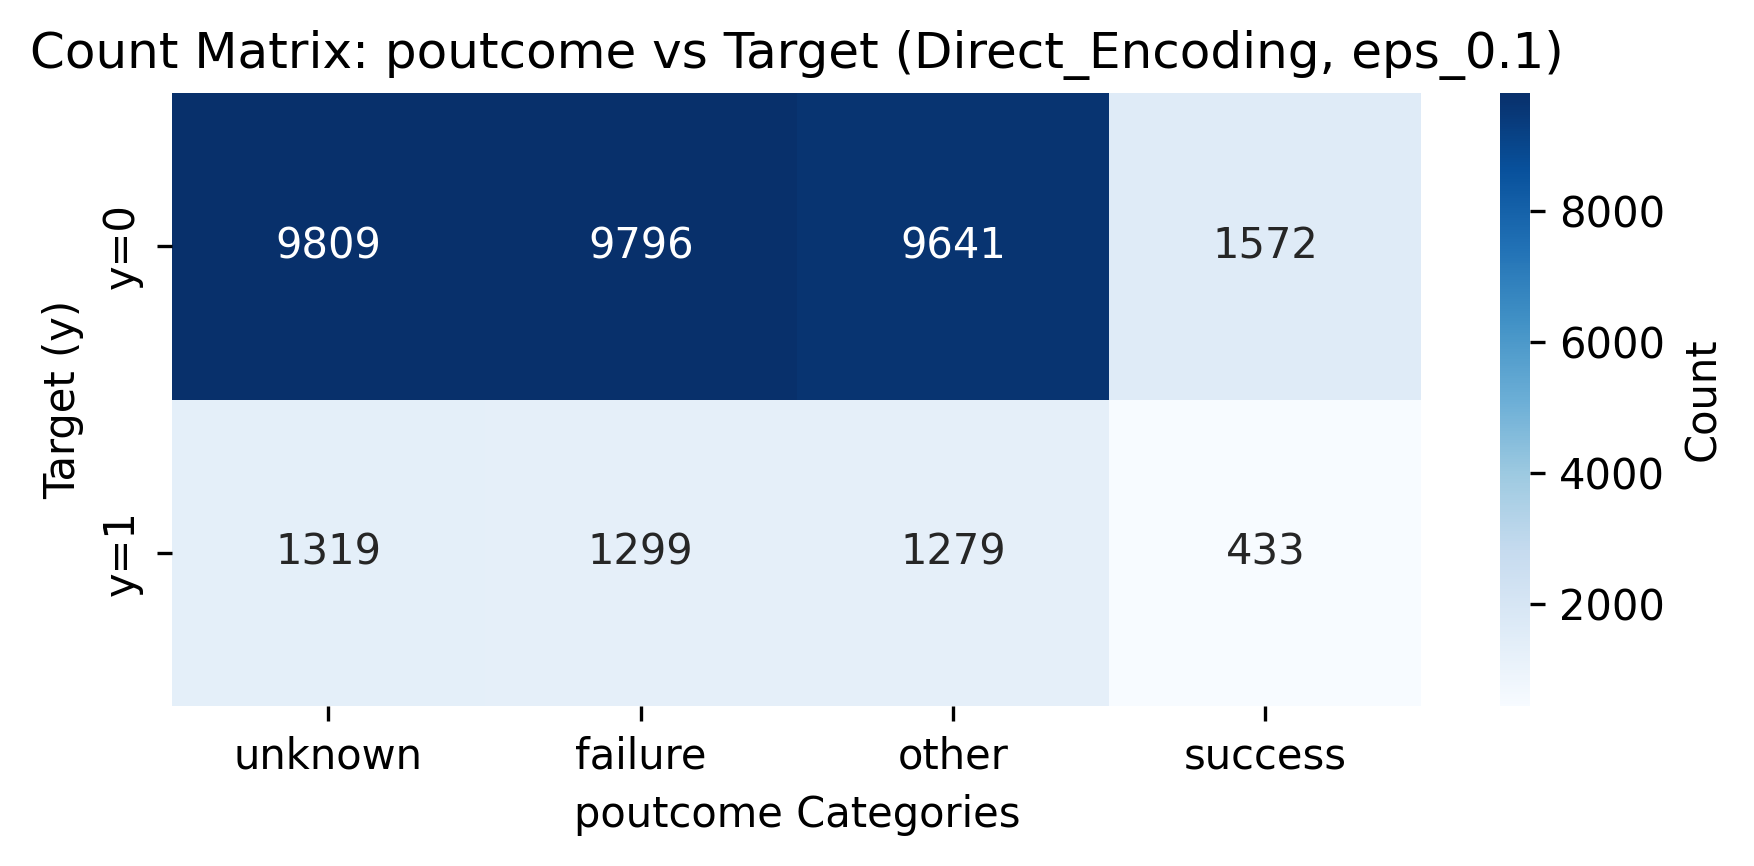 Count Matrix: poutcome vs Target (Direct_Encoding, eps_0.1)
Target (y)
y=0
9809 9796 9641 1572
y=1
1319 1299 1279 433
unknown failure other success
poutcome Categories
8000
6000
4000
2000
Count